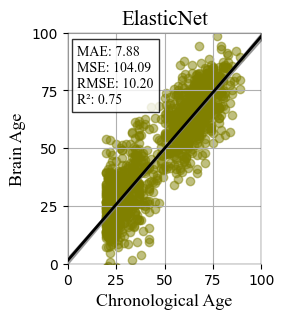 ElasticNet
100
75
50
25
0
MAE: 7.88
MSE: 104.09
RMSE: 10.20
R²: 0.75
Brain Age
0 25 50 75 100
Chronological Age